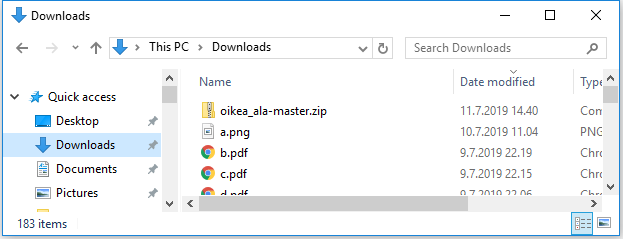 Downloads
This PC Downloads
Search Downloads
Name Date modified Type
Quick access
Desktop
Downloads
Documents
Pictures
oikea_ala-master.zip 11.7.2019 14.40 Com
a.png 10.7.2019 11.04 PNG
b.pdf 9.7.2019 22.19 Chro
c.pdf 9.7.2019 22.15 Chro
d.pdf 9.7.2019 22.06 Chro
183 items